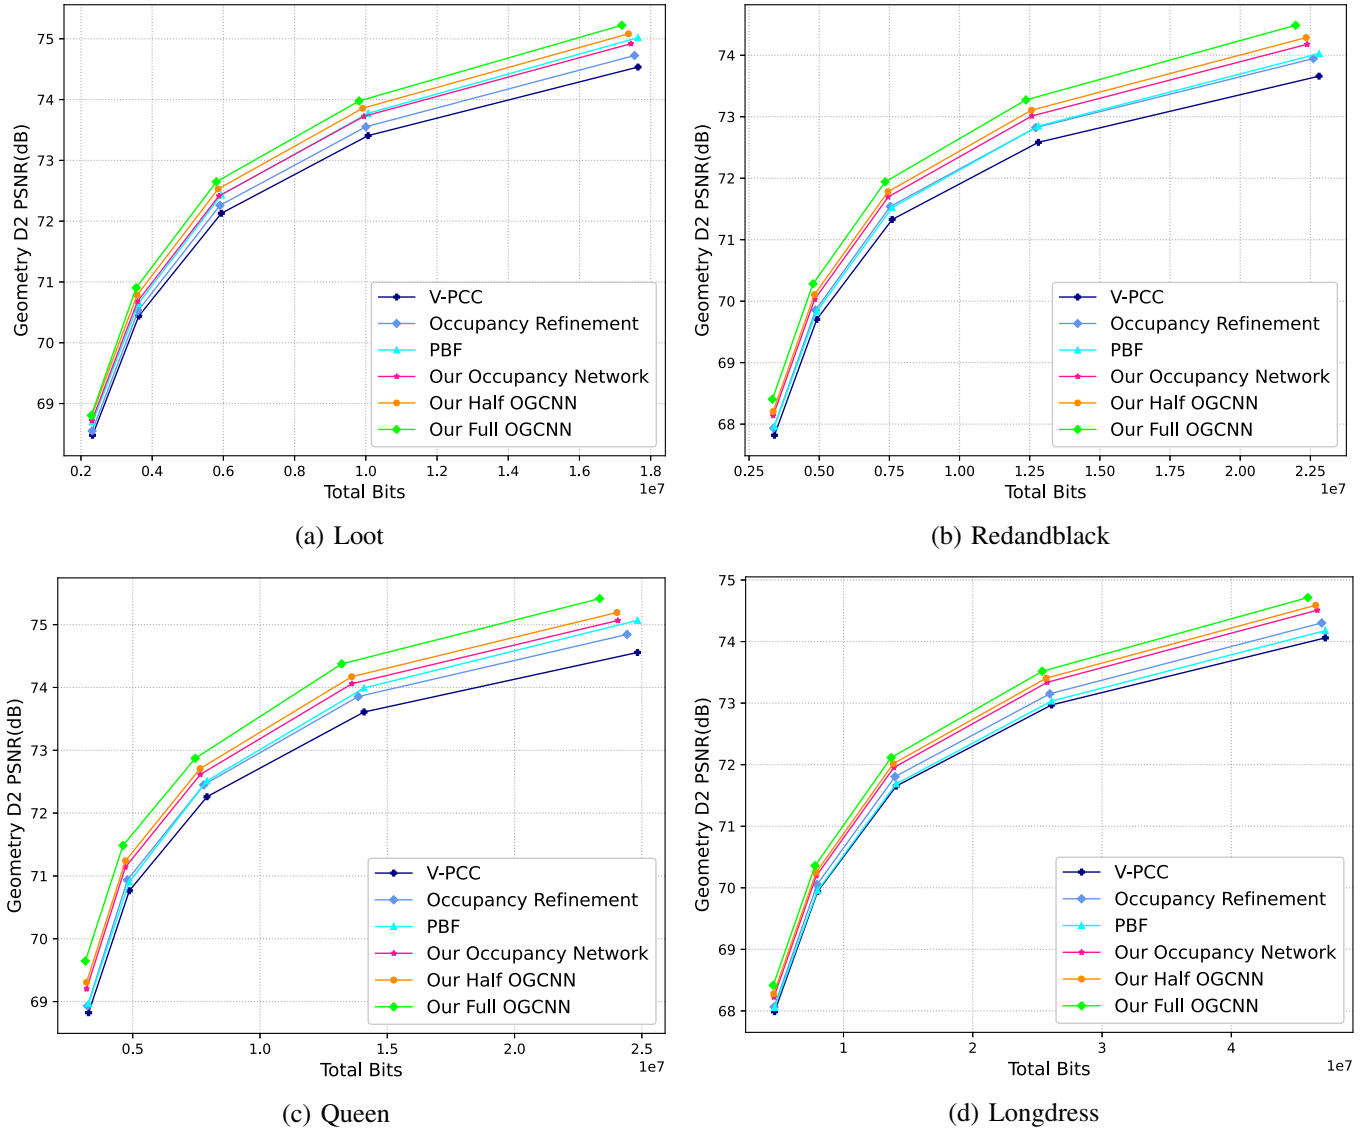 75
74
73
72
71
70
69
Geometry D2 PSNR(dB)
V-PCC
Occupancy Refinement
PBF
Our Occupancy Network
Our Half OGCNN
Our Full OGCNN
0.2 0.4 0.6 0.8 1.0 1.2 1.4 1.6 1.8
1e7
Total Bits
(a) Loot
74
73
72
71
70
69
68
Geometry D2 PSNR(dB)
V-PCC
Occupancy Refinement
PBF
Our Occupancy Network
Our Half OGCNN
Our Full OGCNN
0.25 0.50 0.75 1.00 1.25 1.50 1.75 2.00 2.25
1e7
Total Bits
(b) Redandblack
75
74
73
72
71
70
69
Geometry D2 PSNR(dB)
V-PCC
Occupancy Refinement
PBF
Our Occupancy Network
Our Half OGCNN
Our Full OGCNN
0.5 1.0 1.5 2.0 2.5
1e7
Total Bits
(c) Queen
75
74
73
72
71
70
69
68
Geometry D2 PSNR(dB)
V-PCC
Occupancy Refinement
PBF
Our Occupancy Network
Our Half OGCNN
Our Full OGCNN
1 2 3 4
1e7
Total Bits
(d) Longdress